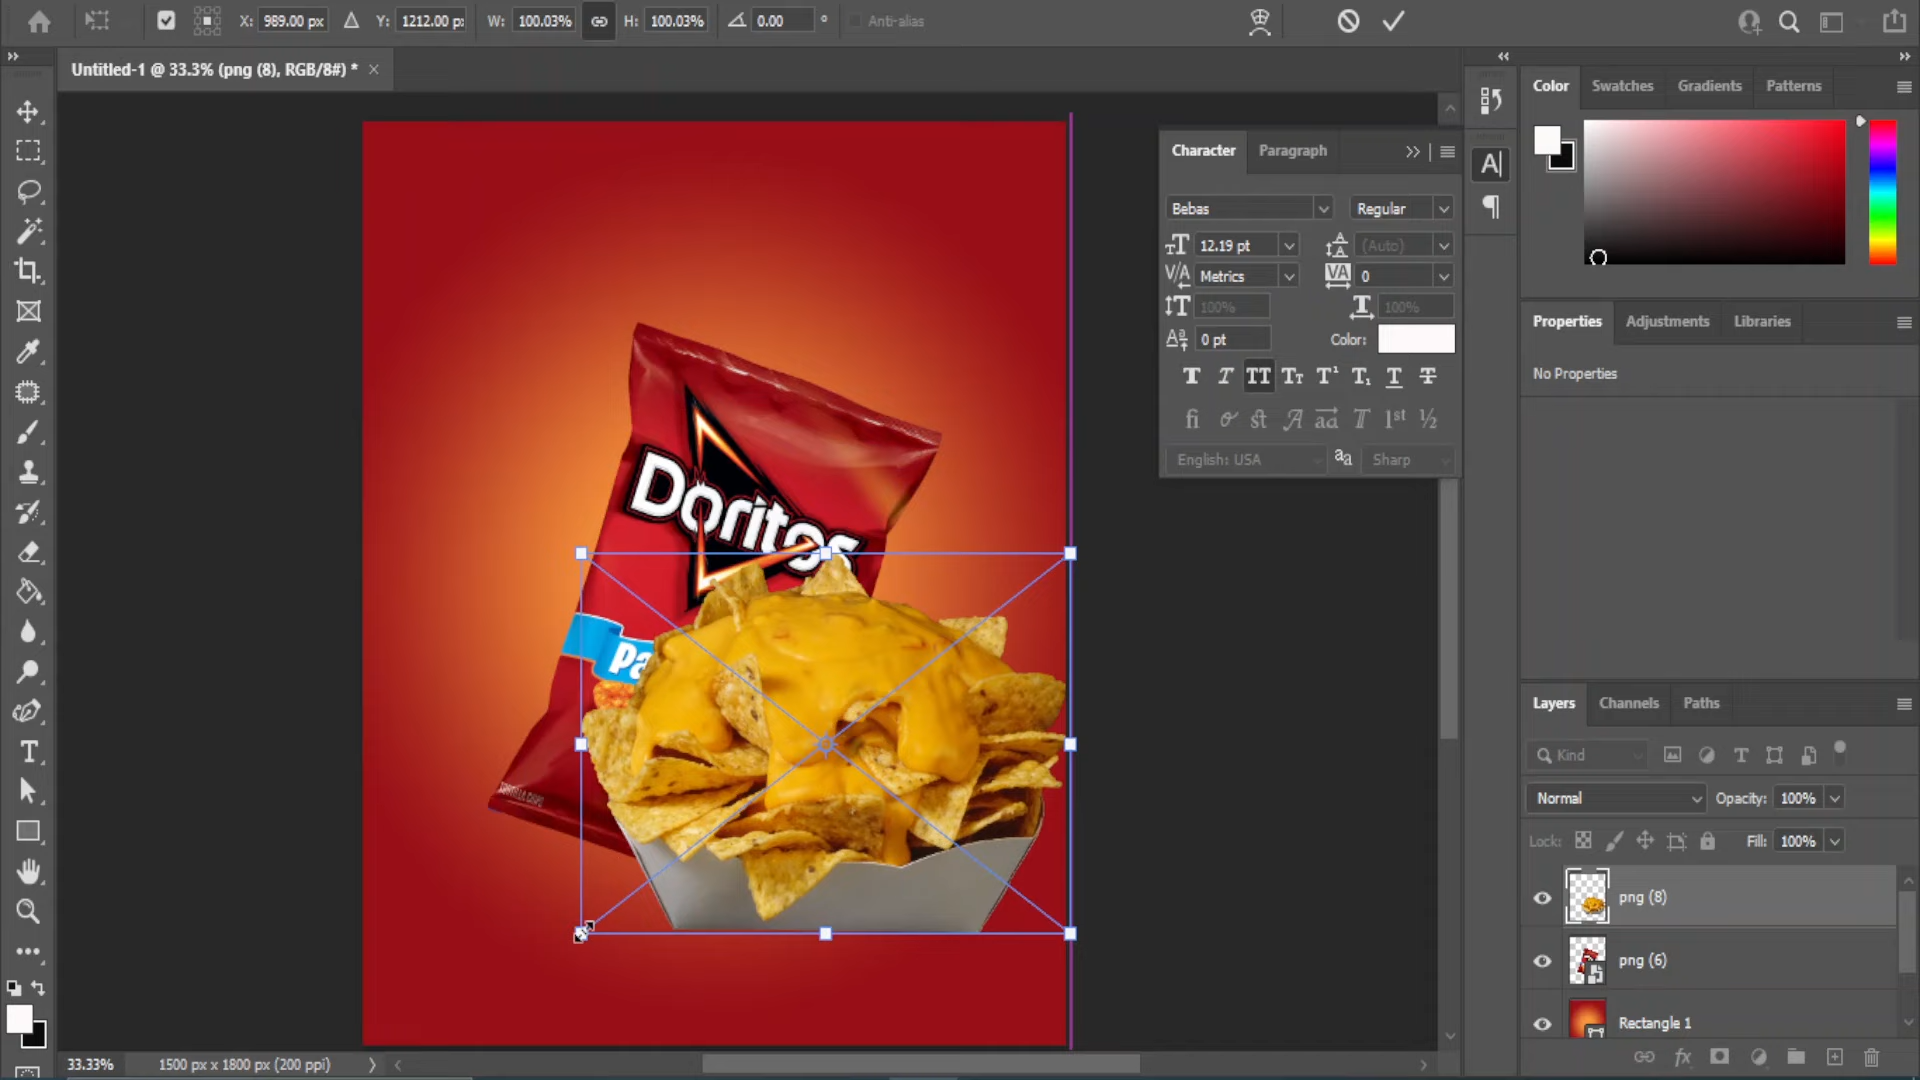 X: 989.00 px Y: 1212.00 p: W: 100.03% H: 100.03% 0.00 ° Anti-alias
Untitled-1 @ 33.3% (png (8), RGB/8#) * ×
Color Swatches Gradients Patterns
Character Paragraph
Bebas Regular
12.19 pt (Auto)
Metrics 0
100% 100%
0 pt Color:
English: USA Sharp
Doritos
Pa
TORTILLA CHIPS
Properties Adjustments Libraries
No Properties
Layers Channels Paths
Kind
Normal Opacity: 100%
Lock: Fill: 100%
png (8)
png (6)
Rectangle 1
33.33% 1500 px x 1800 px (200 ppi)